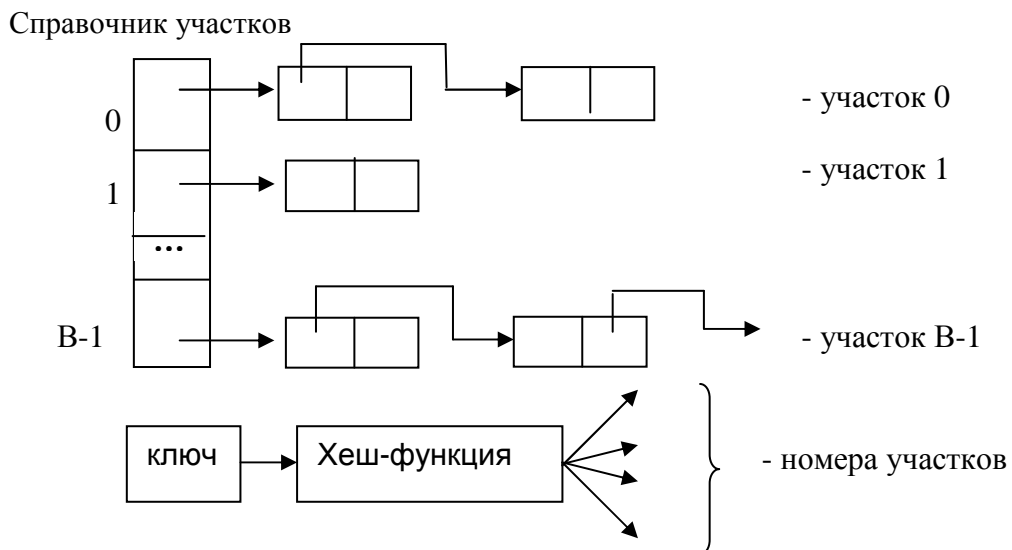 Справочник участков
0
- участок 0
1
- участок 1
...
B-1
- участок B-1
ключ
Хеш-функция
- номера участков